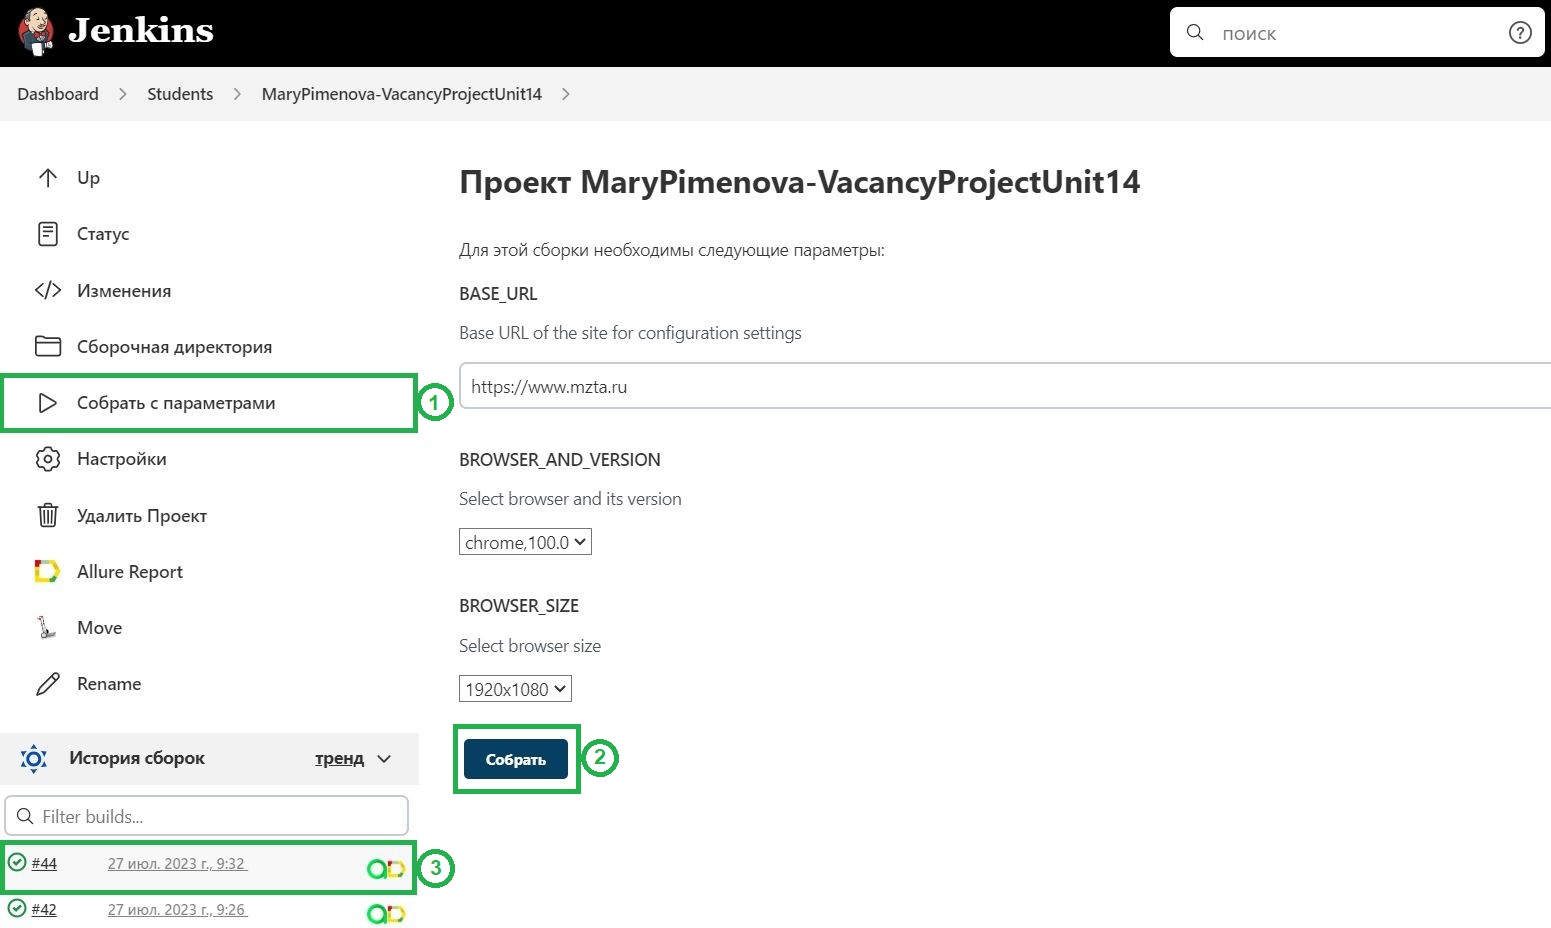 Jenkins
поиск
Dashboard
Students
MaryPimenova-VacancyProjectUnit14
Up
Статус
Изменения
Сборочная директория
Собрать с параметрами
1
Настройки
Удалить Проект
Allure Report
Move
Rename
Проект MaryPimenova-VacancyProjectUnit14
Для этой сборки необходимы следующие параметры:
BASE_URL
Base URL of the site for configuration settings
https://www.mzta.ru
BROWSER_AND_VERSION
Select browser and its version
chrome,100.0
BROWSER_SIZE
Select browser size
1920x1080
Собрать
2
История сборок
тренд
Filter builds...
#44 27 июл. 2023 г., 9:32
3
#42 27 июл. 2023 г., 9:26